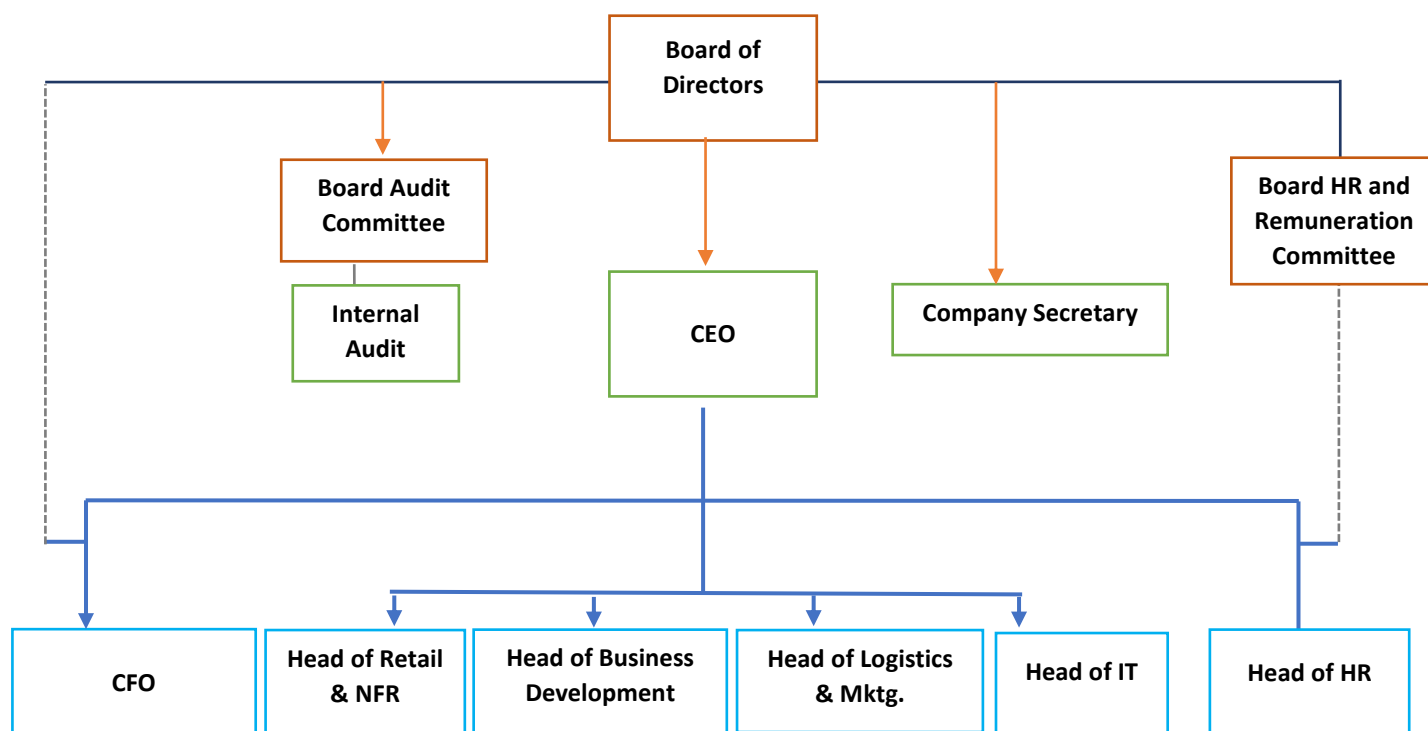 Board of
Directors
Board Audit
Committee
Board HR and
Remuneration
Committee
Internal
Audit
CEO
Company Secretary
CFO
Head of Retail
& NFR
Head of Business
Development
Head of Logistics
& Mktg.
Head of IT
Head of HR